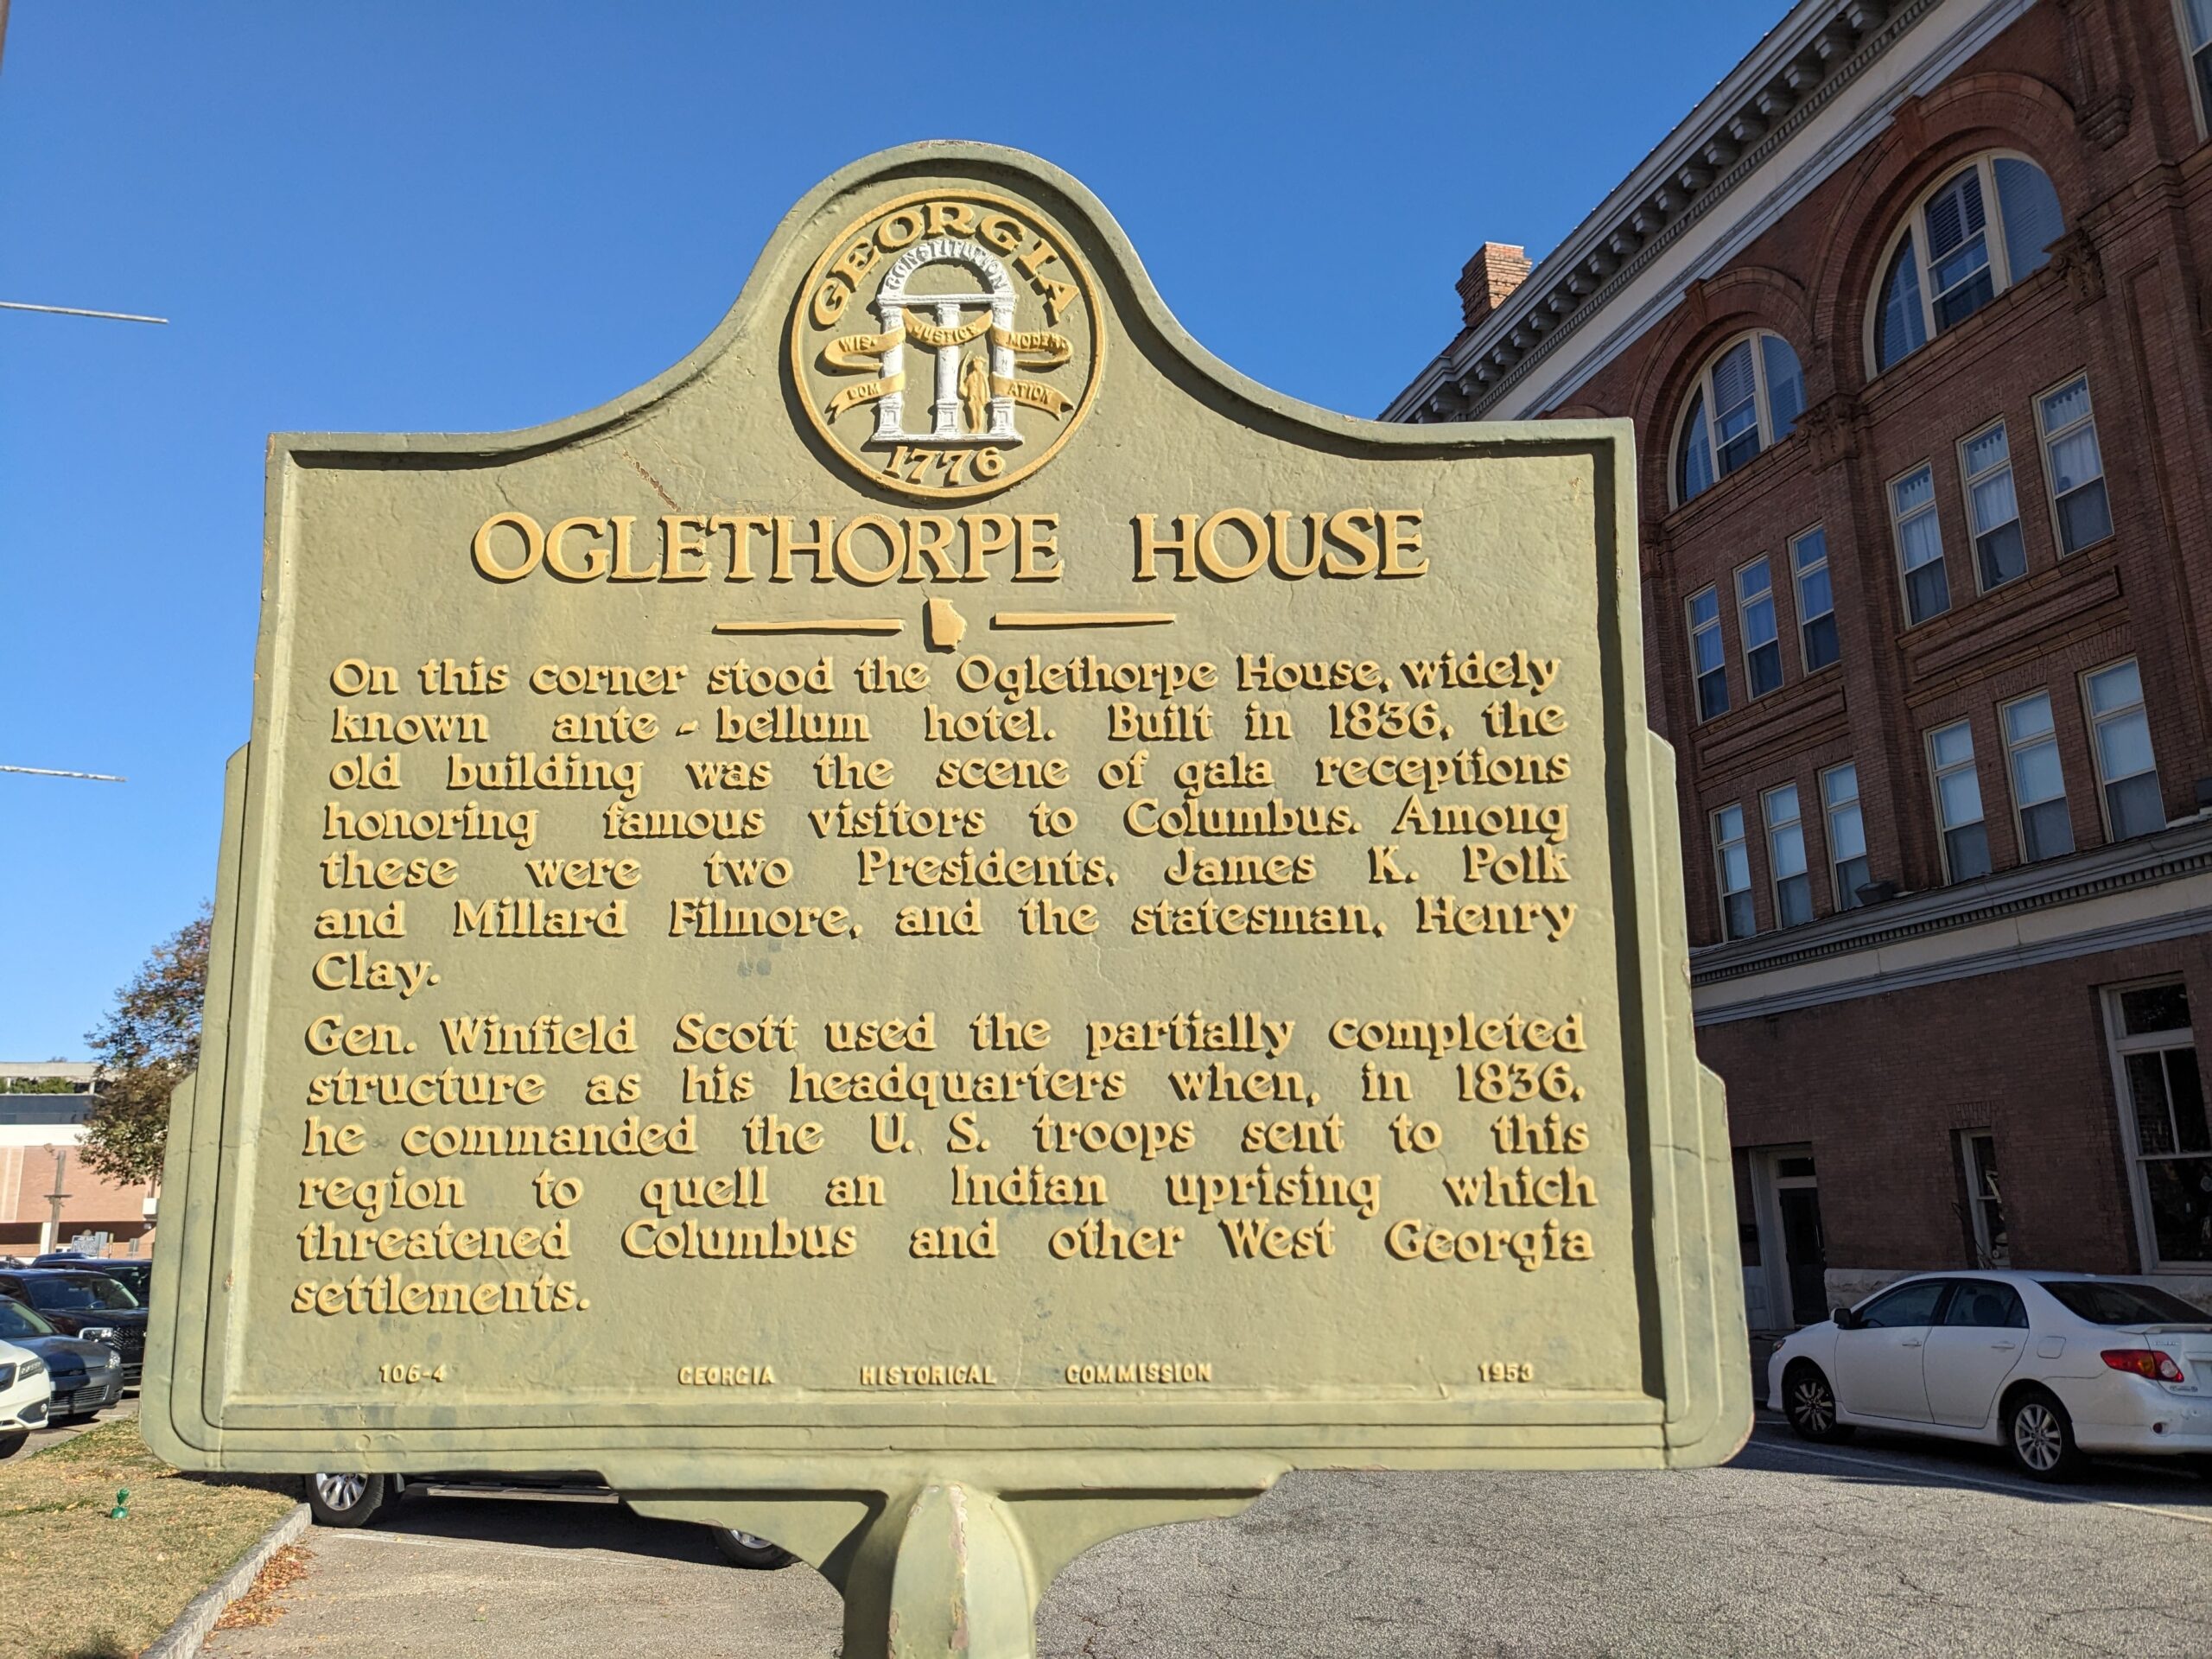 GEORGIA
CONSTITUTION
WIS- JUSTICE MODER
DOM ATION
1776
OGLETHORPE HOUSE
On this corner stood the Oglethorpe House, widely
known ante-bellum hotel. Built in 1836, the
old building was the scene of gala receptions
honoring famous visitors to Columbus. Among
these were two Presidents, James K. Polk
and Millard Filmore, and the statesman, Henry
Clay.
Gen. Winfield Scott used the partially completed
structure as his headquarters when, in 1836,
he commanded the U. S. troops sent to this
region to quell an Indian uprising which
threatened Columbus and other West Georgia
settlements.
106-4 GEORGIA HISTORICAL COMMISSION 1953